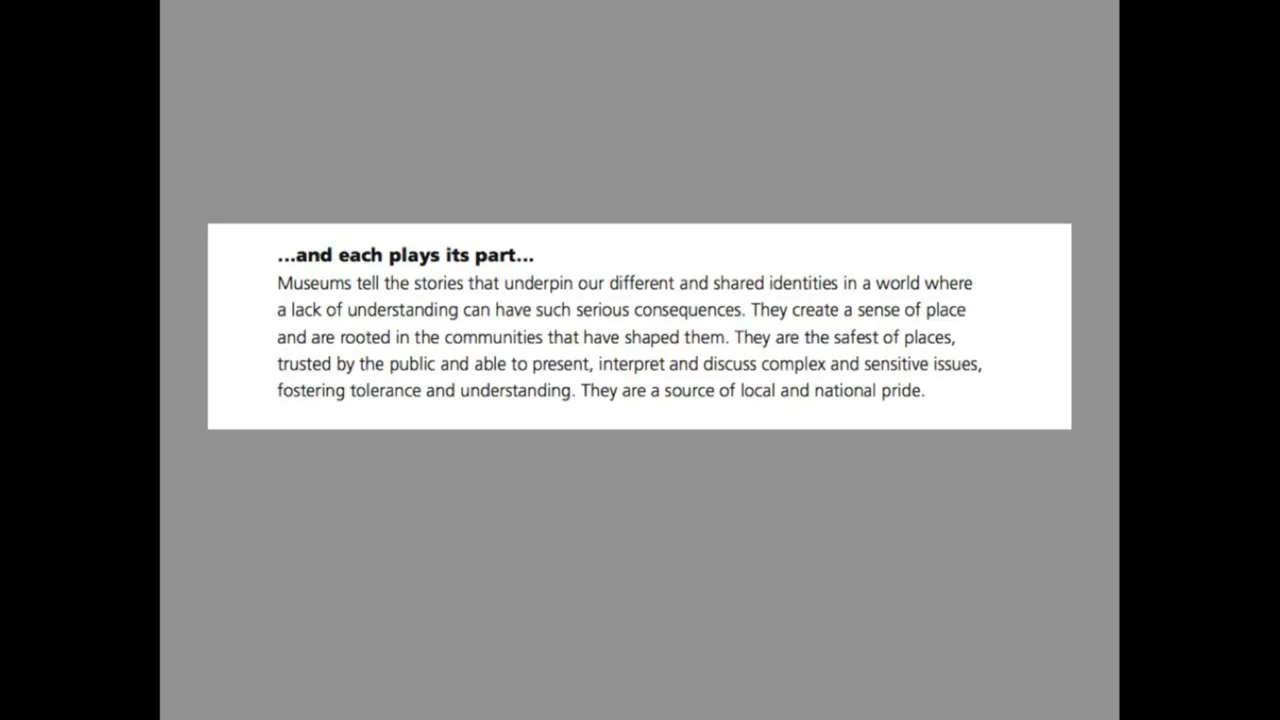 ...and each plays its part...
Museums tell the stories that underpin our different and shared identities in a world where
a lack of understanding can have such serious consequences. They create a sense of place
and are rooted in the communities that have shaped them. They are the safest of places,
trusted by the public and able to present, interpret and discuss complex and sensitive issues,
fostering tolerance and understanding. They are a source of local and national pride.